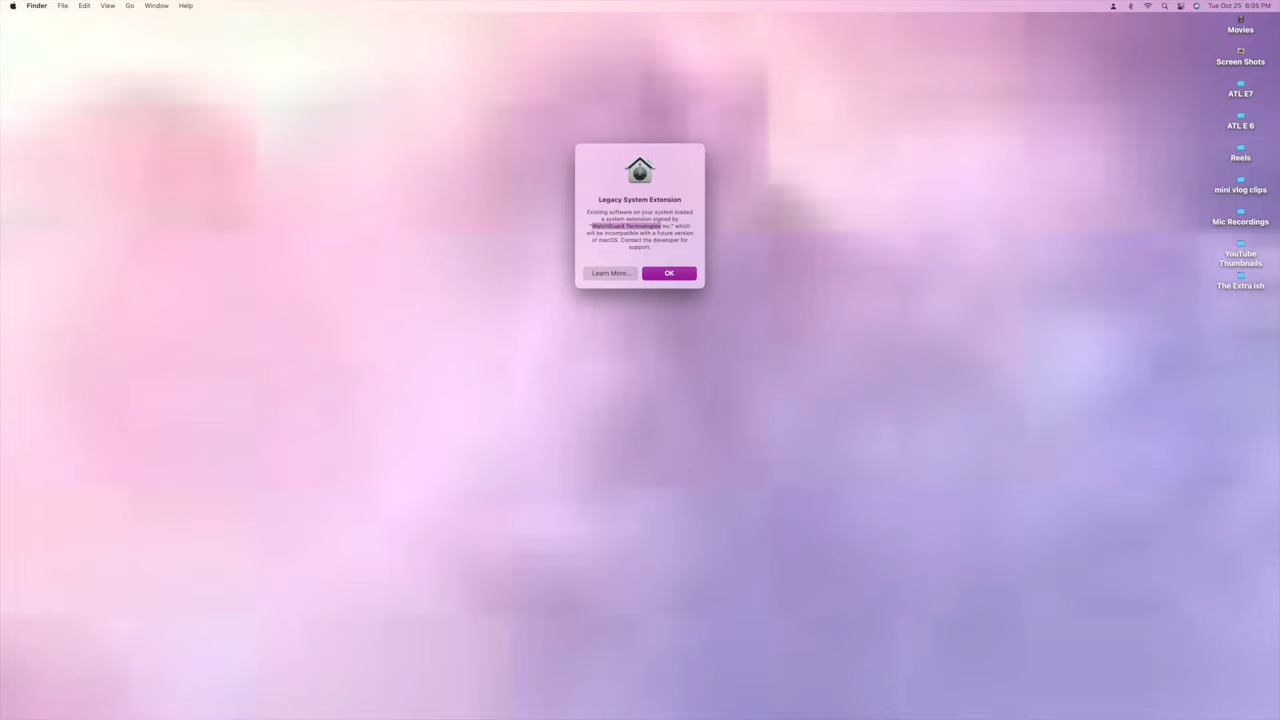 Finder File Edit View Go Window Help
Tue Oct 25 6:05 PM
Movies
Screen Shots
ATL E7
ATL E 6
Reels
mini vlog clips
Mic Recordings
YouTube
Thumbnails
The Extra ish
Legacy System Extension
Existing software on your system loaded
a system extension signed by
"WatchGuard Technologies Inc." which
will be incompatible with a future version
of macOS. Contact the developer for
support.
Learn More...
OK